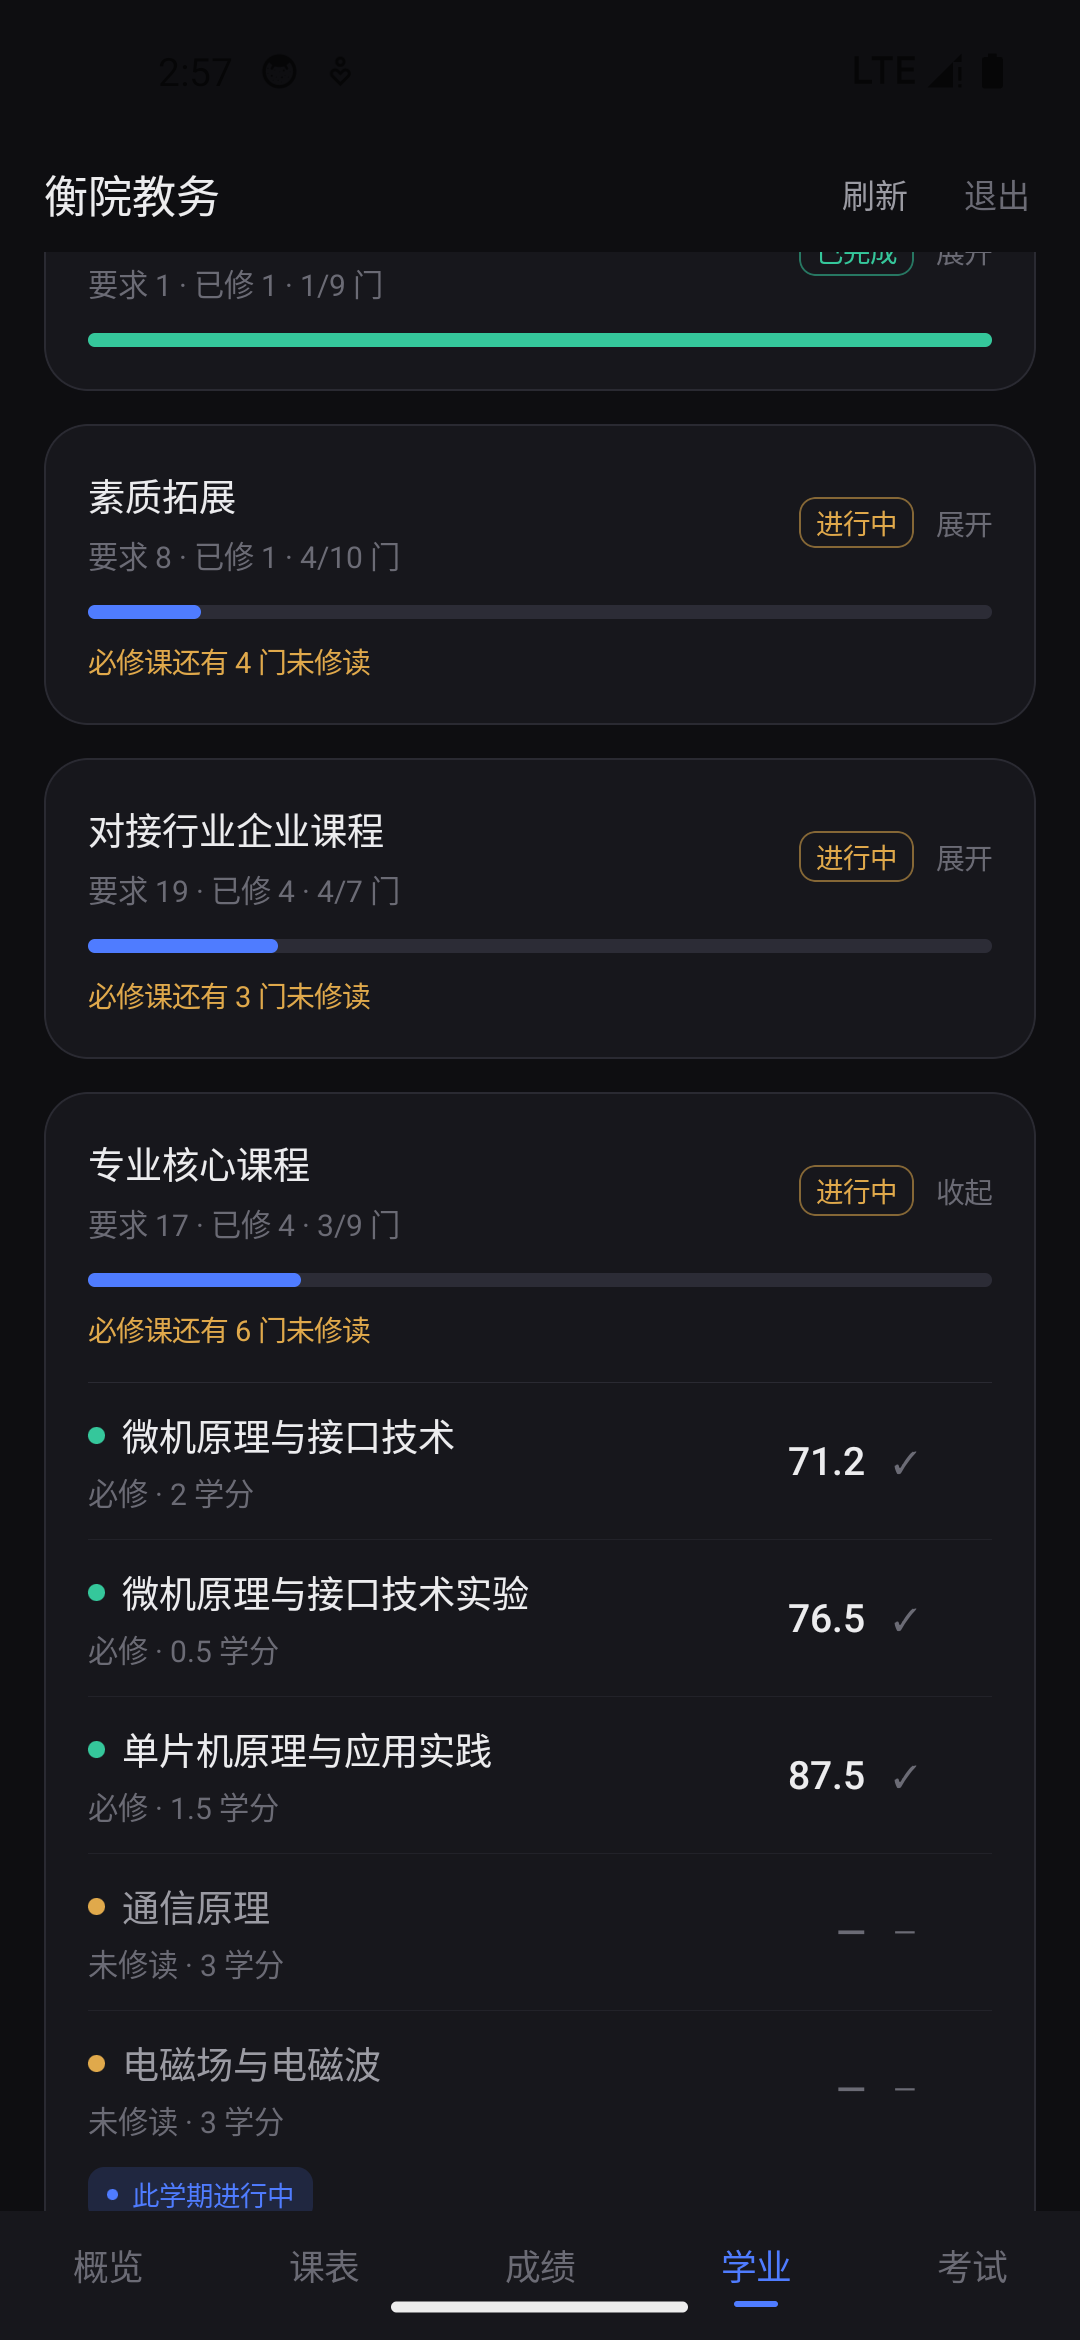 2:57 LTE
衡院教务 刷新 退出
已完成 展开
要求 1 · 已修 1 · 1/9 门
素质拓展
进行中 展开
要求 8 · 已修 1 · 4/10 门
必修课还有 4 门未修读
对接行业企业课程
进行中 展开
要求 19 · 已修 4 · 4/7 门
必修课还有 3 门未修读
专业核心课程
进行中 收起
要求 17 · 已修 4 · 3/9 门
必修课还有 6 门未修读
微机原理与接口技术
71.2 ✓
必修 · 2 学分
微机原理与接口技术实验
76.5 ✓
必修 · 0.5 学分
单片机原理与应用实践
87.5 ✓
必修 · 1.5 学分
通信原理
— –
未修读 · 3 学分
电磁场与电磁波
— –
未修读 · 3 学分
此学期进行中
概览 课表 成绩 学业 考试